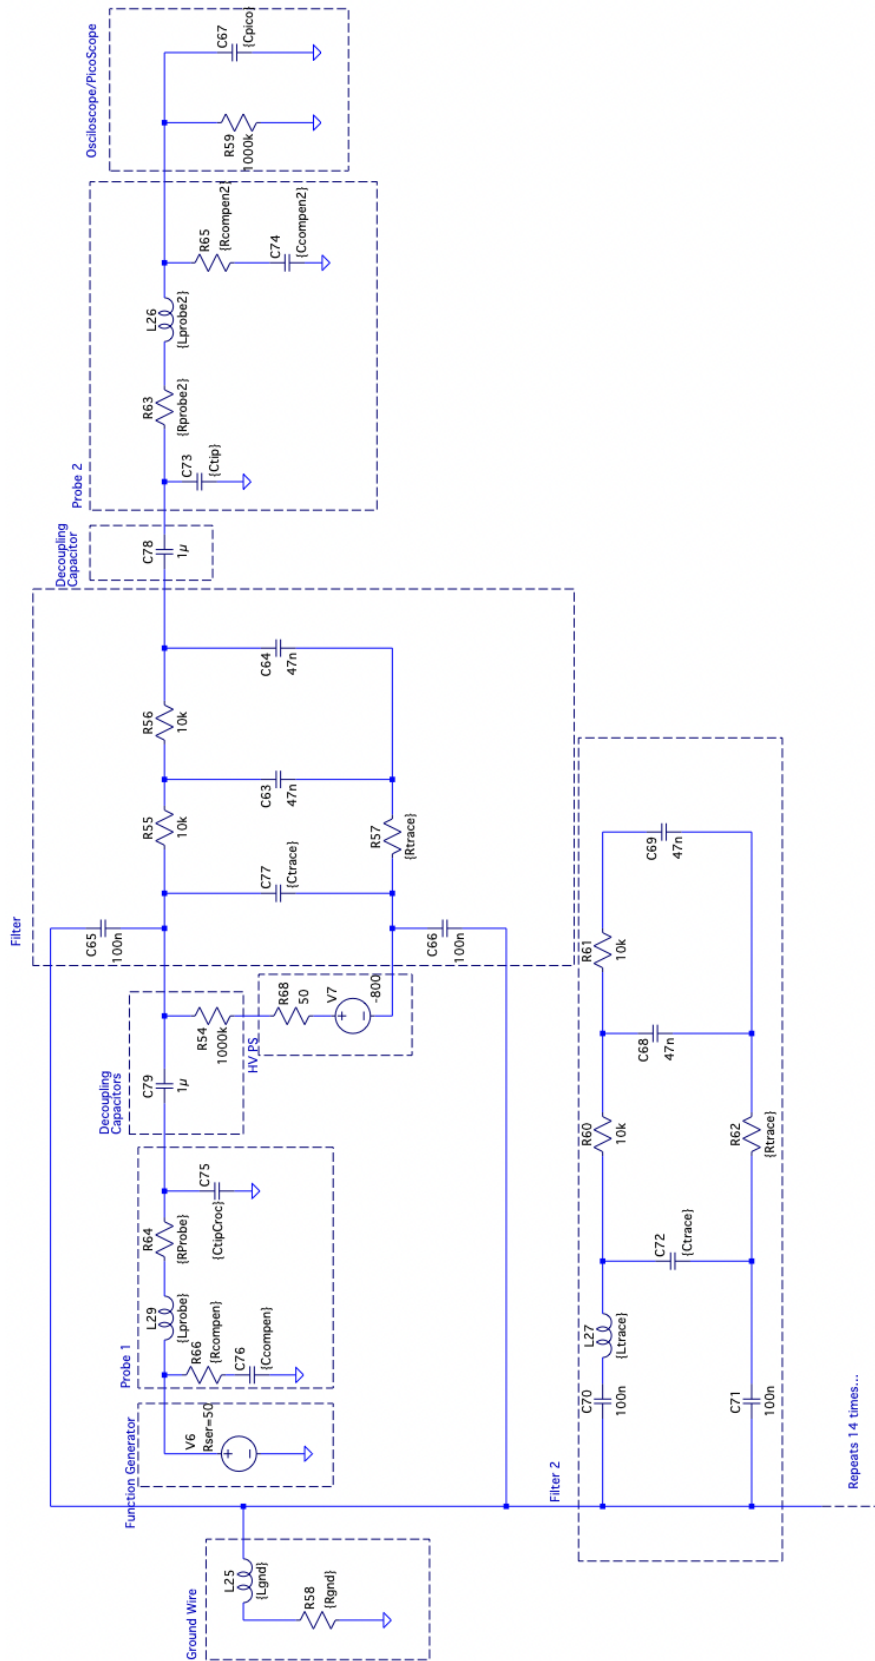 Osciloscope/PicoScope
C67
{Cpico}
R59
1000k
Probe 2
R65
{Rcompen2}
C74
{Ccompen2}
L26
{Lprobe2}
R63
{Rprobe2}
C73
{Ctip}
Decoupling
Capacitor
C78
1µ
Filter
C64
47n
R56
10k
C63
47n
R55
10k
R57
{Rtrace}
C77
{Ctrace}
C65
100n
C66
100n
Decoupling
Capacitors
R54
1000k
C79
1µ
HV PS
R68
50
V7
-800
Probe 1
C75
{CtipCroc}
R64
{RProbe}
L29
{Lprobe}
R66
{Rcompen}
C76
{Ccompen}
Function Generator
V6
Rser=50
Ground Wire
L25
{Lgnd}
R58
{Rgnd}
Filter 2
C69
47n
R61
10k
C68
47n
R60
10k
R62
{Rtrace}
C72
{Ctrace}
L27
{Ltrace}
C70
100n
C71
100n
Repeats 14 times...